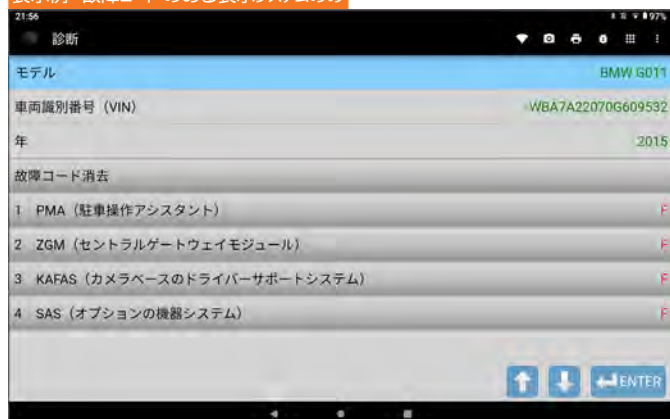 21:56
97%
診断
モデル BMW G011
車両識別番号（VIN） WBA7A22070G609532
年 2015
故障コード消去
1 PMA（駐車操作アシスタント） F
2 ZGM（セントラルゲートウェイモジュール） F
3 KAFAS（カメラベースのドライバーサポートシステム） F
4 SAS（オプションの機器システム） F
ENTER